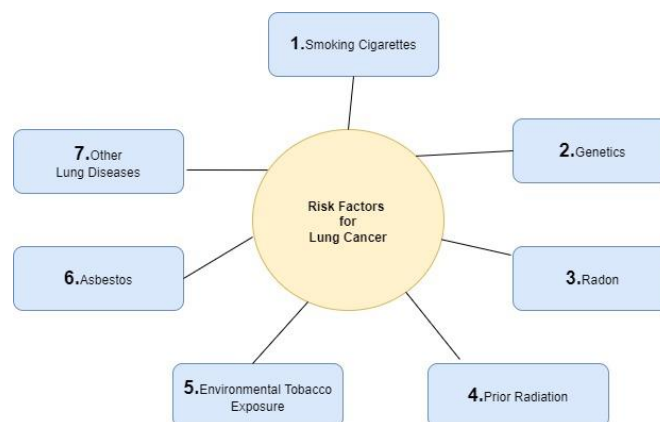 1.Smoking Cigarettes
2.Genetics
3.Radon
4.Prior Radiation
5.Environmental Tobacco
Exposure
6.Asbestos
7.Other
Lung Diseases
Risk Factors
for
Lung Cancer